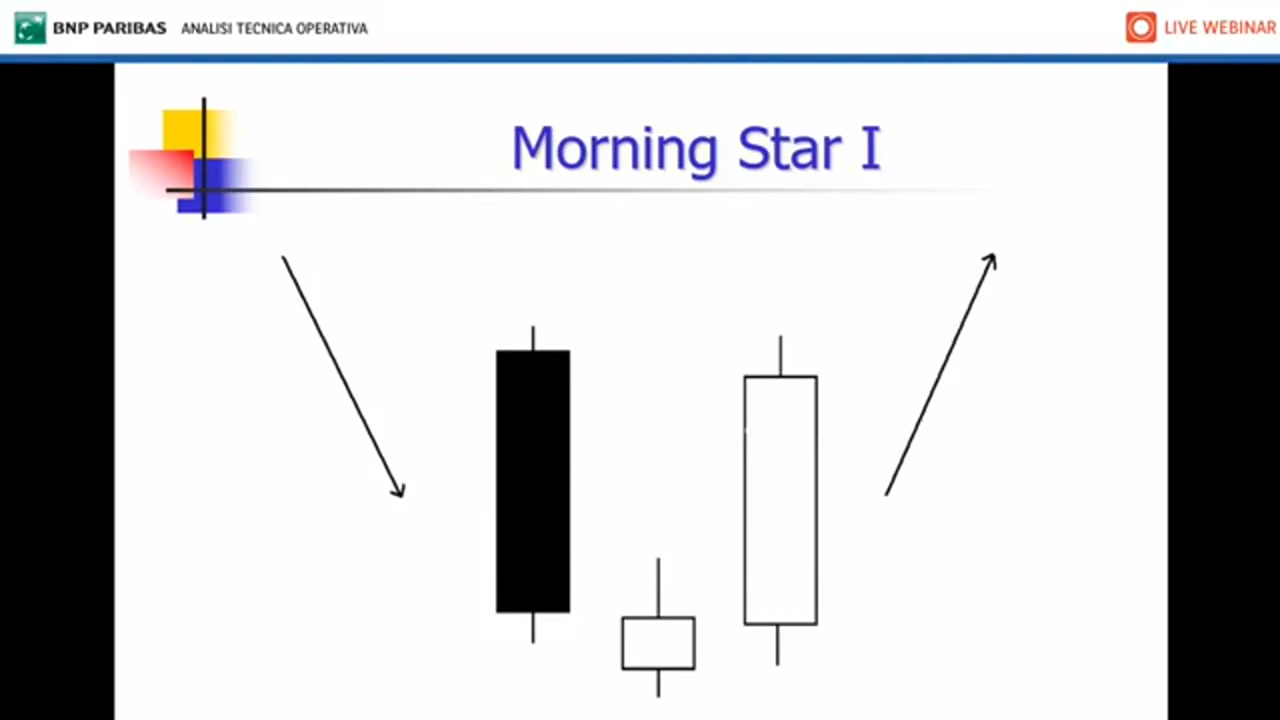 BNP PARIBAS ANALISI TECNICA OPERATIVA
LIVE WEBINAR
Morning Star I